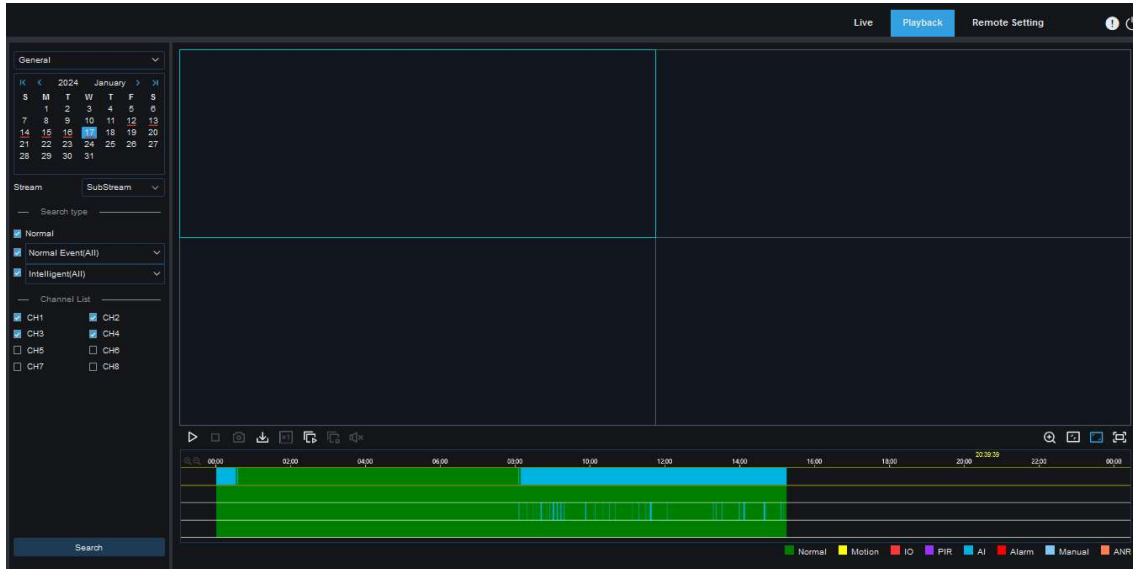 Live Playback Remote Setting
General
2024 January
S M T W T F S
1 2 3 4 5 6
7 8 9 10 11 12 13
14 15 16 17 18 19 20
21 22 23 24 25 26 27
28 29 30 31
Stream SubStream
Search type
Normal
Normal Event(All)
Intelligent(All)
Channel List
CH1 CH2
CH3 CH4
CH5 CH6
CH7 CH8
20:39:39
00:00 02:00 04:00 06:00 08:00 10:00 12:00 14:00 16:00 18:00 20:00 22:00 00:00
Search
Normal Motion IO PIR AI Alarm Manual ANR